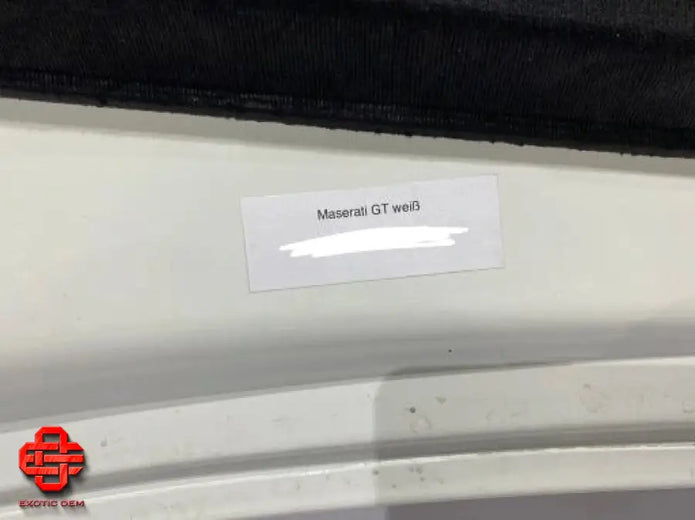 Maserati GT weiß
EXOTIC OEM